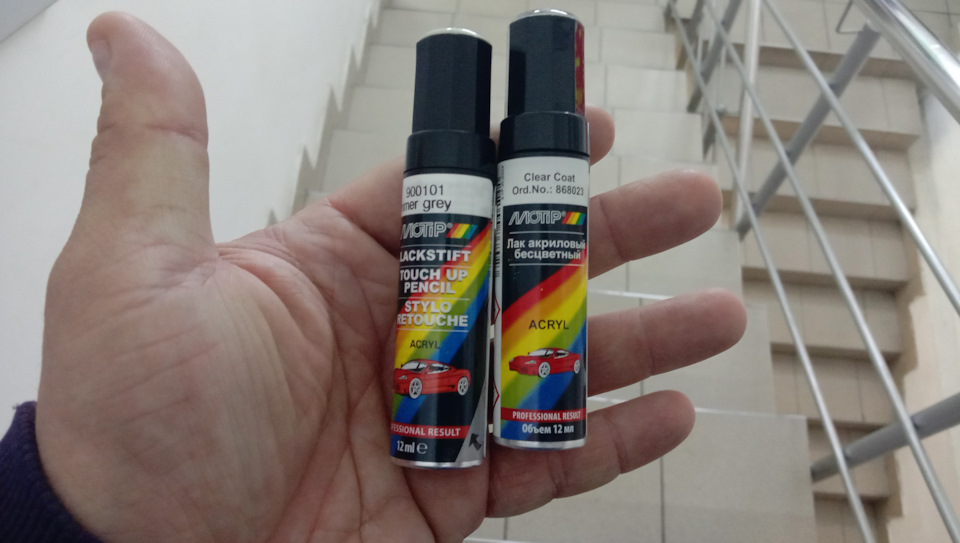 900101
mer grey
MOTIP®
LACKSTIFT
TOUCH UP
PENCIL
STYLO
RETOUCHE
ACRYL
ESSIONAL RESULT
12 ml ℮
Clear Coat
Ord.No.: 868023
MOTIP®
Лак акриловый
бесцветный
ACRYL
PROFESSIONAL RESULT
Объем 12 мл